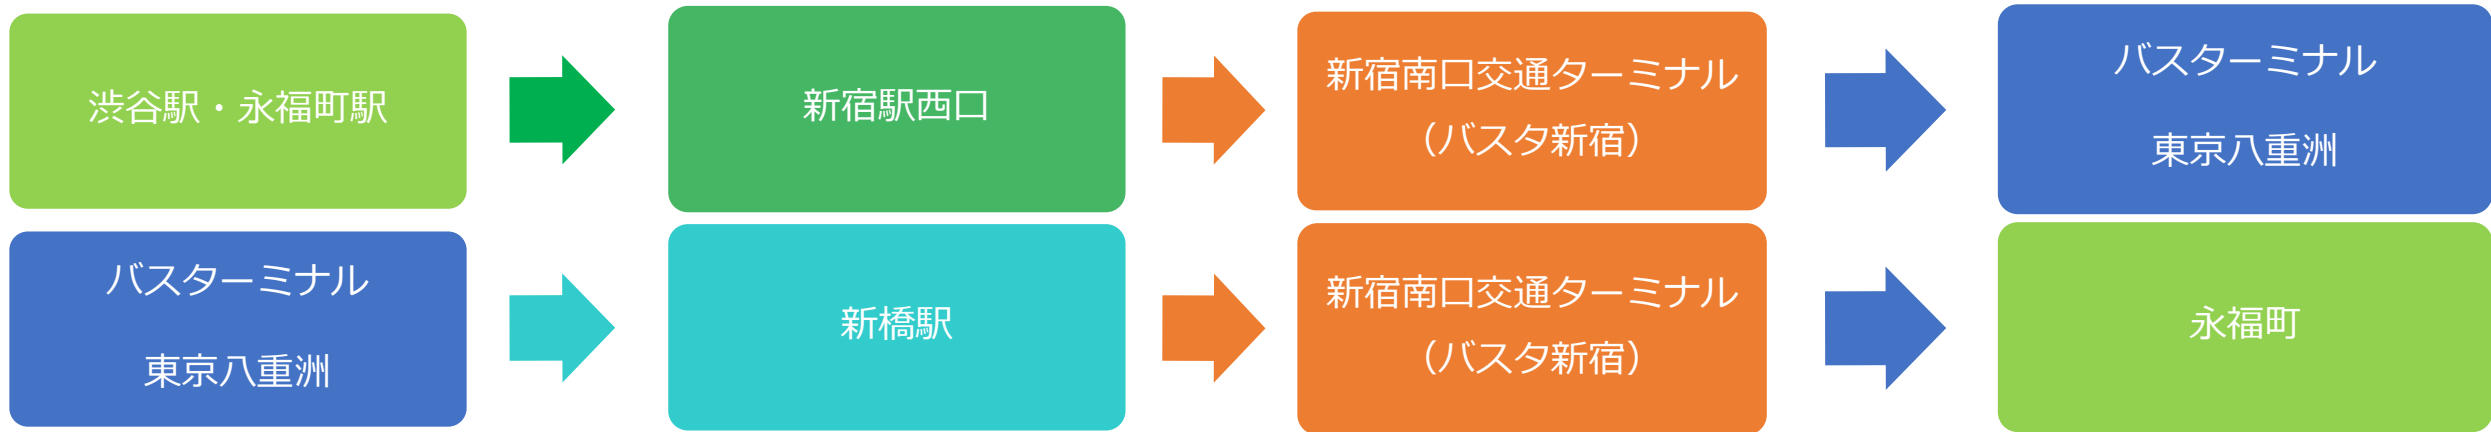 渋谷駅・永福町駅
新宿駅西口
新宿南口交通ターミナル
（バスタ新宿）
バスターミナル
東京八重洲
バスターミナル
東京八重洲
新橋駅
新宿南口交通ターミナル
（バスタ新宿）
永福町